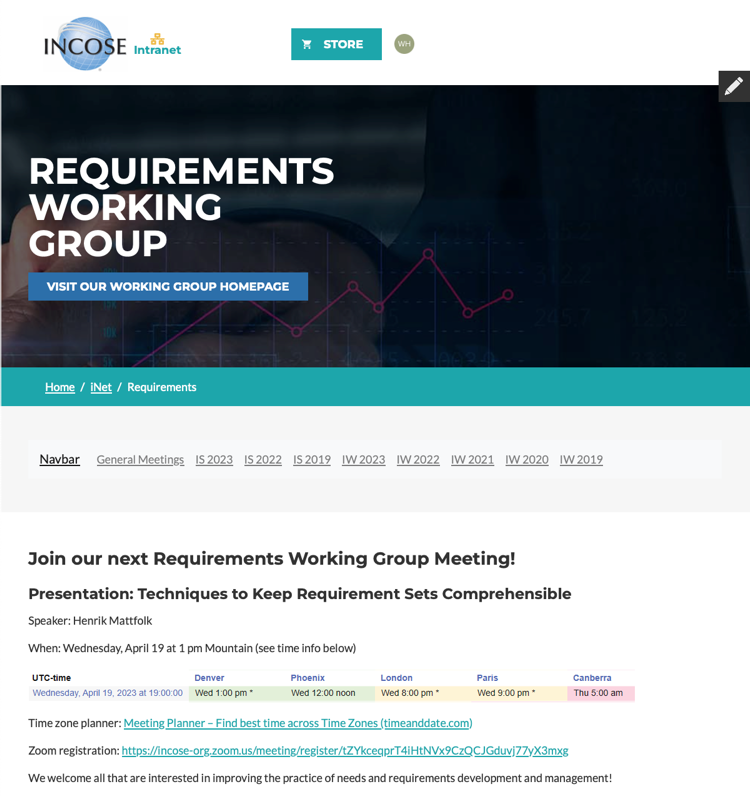 INCOSE
Intranet
STORE
WH
REQUIREMENTS
WORKING
GROUP
VISIT OUR WORKING GROUP HOMEPAGE
Home / iNet / Requirements
Navbar General Meetings IS 2023 IS 2022 IS 2019 IW 2023 IW 2022 IW 2021 IW 2020 IW 2019
Join our next Requirements Working Group Meeting!
Presentation: Techniques to Keep Requirement Sets Comprehensible
Speaker: Henrik Mattfolk
When: Wednesday, April 19 at 1 pm Mountain (see time info below)
UTC-time Denver Phoenix London Paris Canberra
Wednesday, April 19, 2023 at 19:00:00 Wed 1:00 pm * Wed 12:00 noon Wed 8:00 pm * Wed 9:00 pm * Thu 5:00 am
Time zone planner: Meeting Planner – Find best time across Time Zones (timeanddate.com)
Zoom registration: https://incose-org.zoom.us/meeting/register/tZYkceqprT4iHtNVx9CzQCJGduvj77yX3mxg
We welcome all that are interested in improving the practice of needs and requirements development and management!